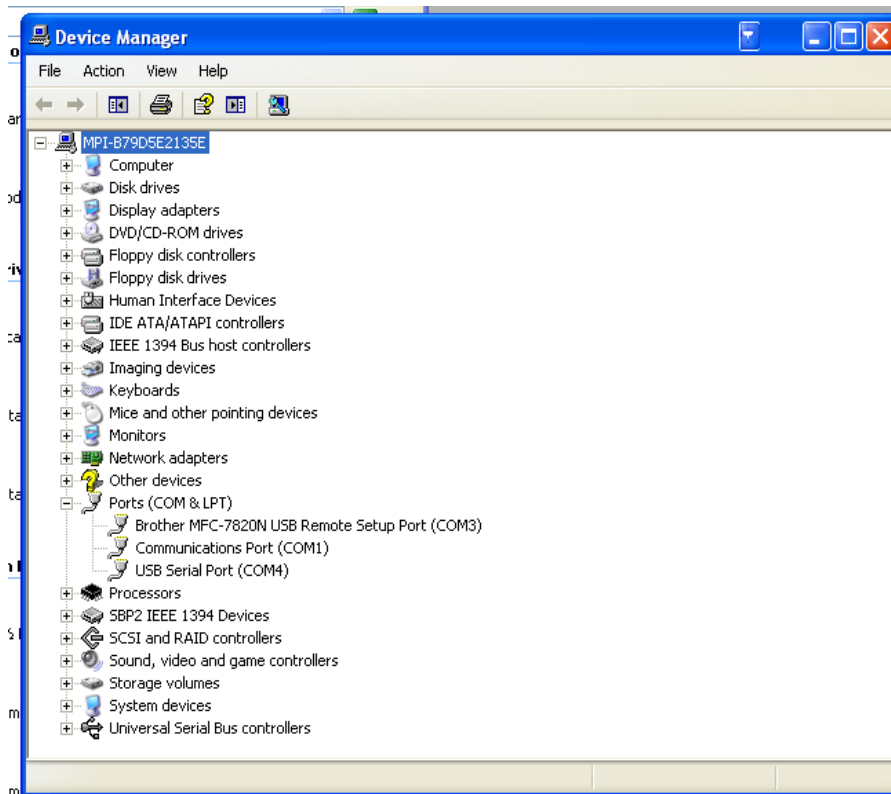 Device Manager
File Action View Help
MPI-B79D5E2135E
Computer
Disk drives
Display adapters
DVD/CD-ROM drives
Floppy disk controllers
Floppy disk drives
Human Interface Devices
IDE ATA/ATAPI controllers
IEEE 1394 Bus host controllers
Imaging devices
Keyboards
Mice and other pointing devices
Monitors
Network adapters
Other devices
Ports (COM & LPT)
Brother MFC-7820N USB Remote Setup Port (COM3)
Communications Port (COM1)
USB Serial Port (COM4)
Processors
SBP2 IEEE 1394 Devices
SCSI and RAID controllers
Sound, video and game controllers
Storage volumes
System devices
Universal Serial Bus controllers